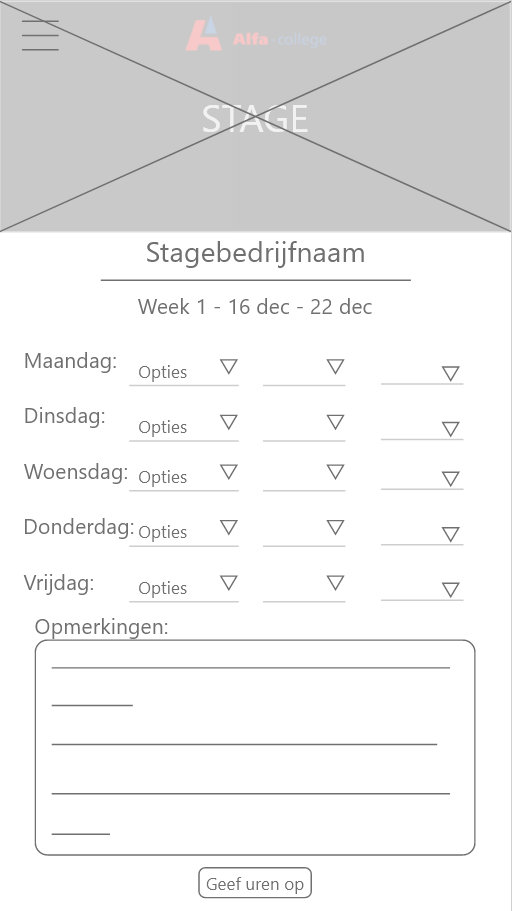 Alfa-college
STAGE
Stagebedrijfnaam
Week 1 - 16 dec - 22 dec
Maandag: Opties
Dinsdag: Opties
Woensdag: Opties
Donderdag: Opties
Vrijdag: Opties
Opmerkingen:
Geef uren op